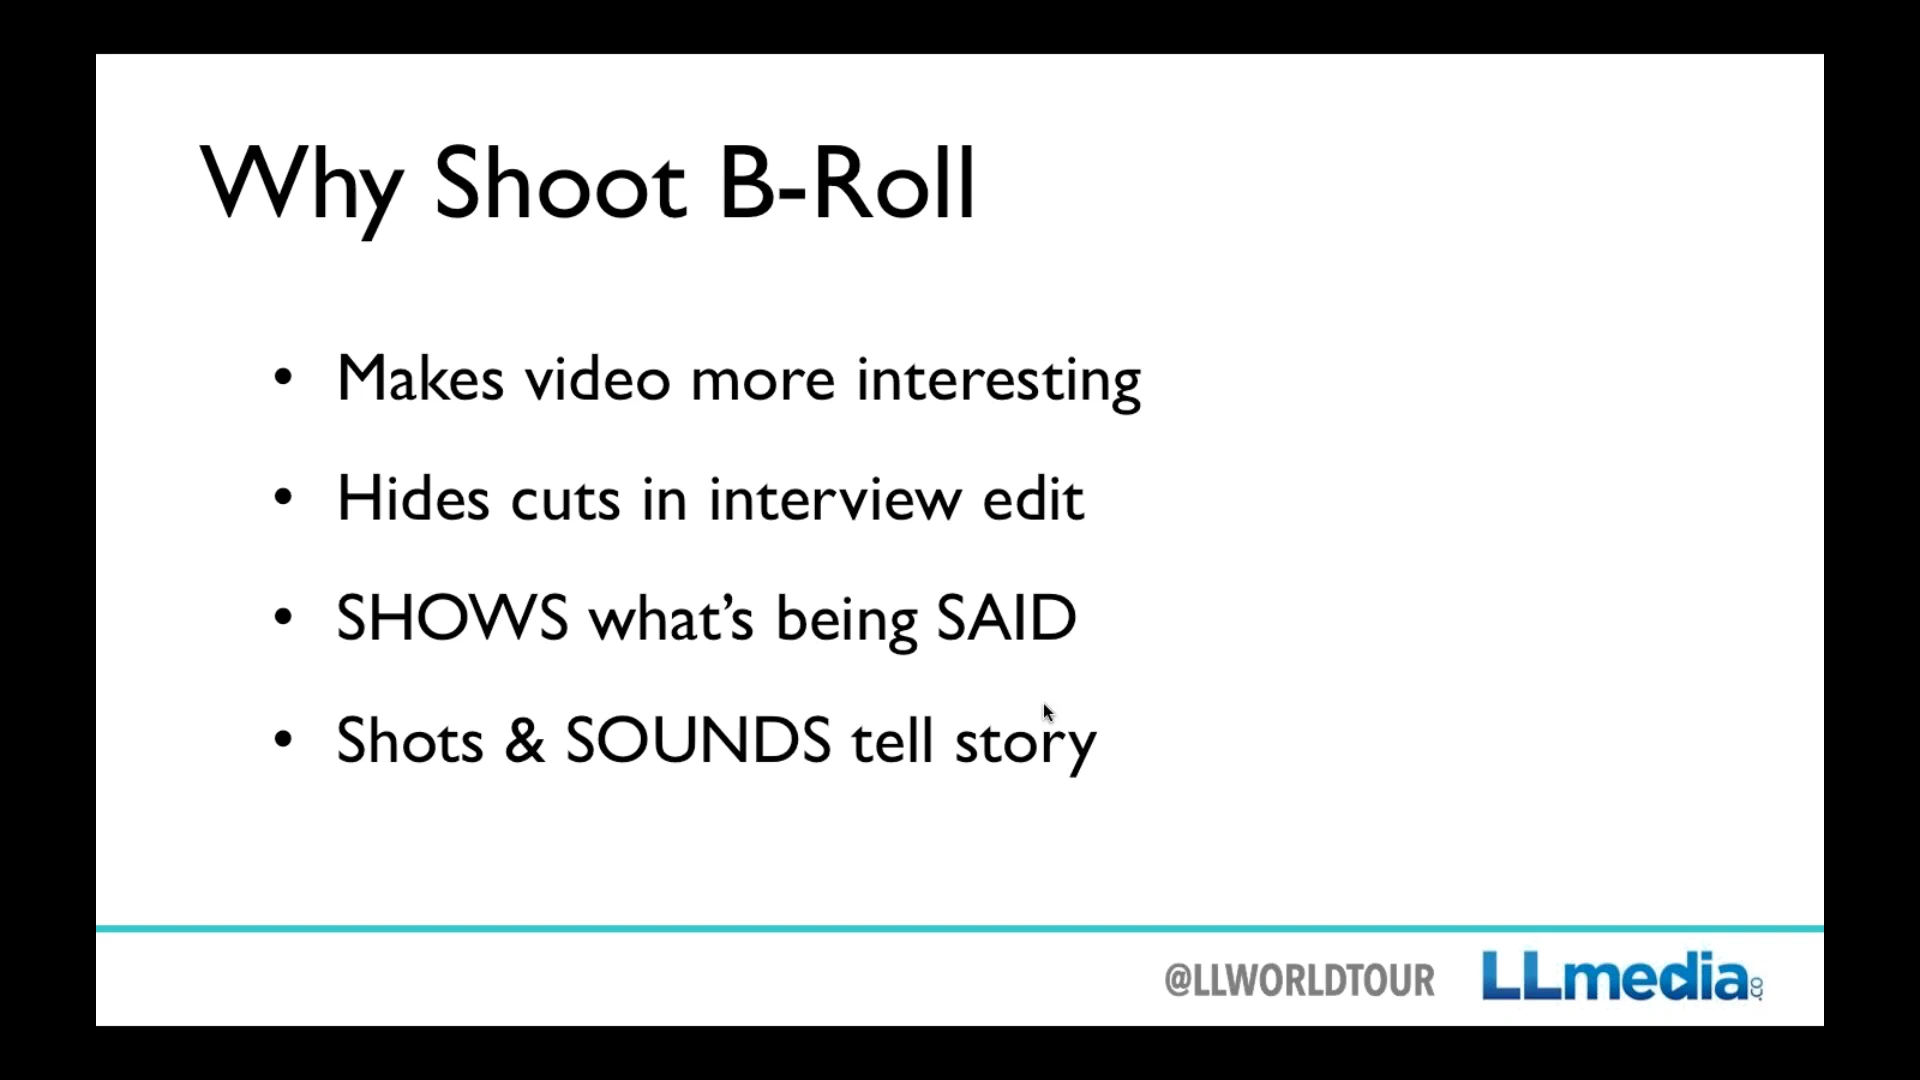 Why Shoot B-Roll
• Makes video more interesting
• Hides cuts in interview edit
• SHOWS what’s being SAID
• Shots & SOUNDS tell story
@LLWORLDTOUR
LLmedia.co